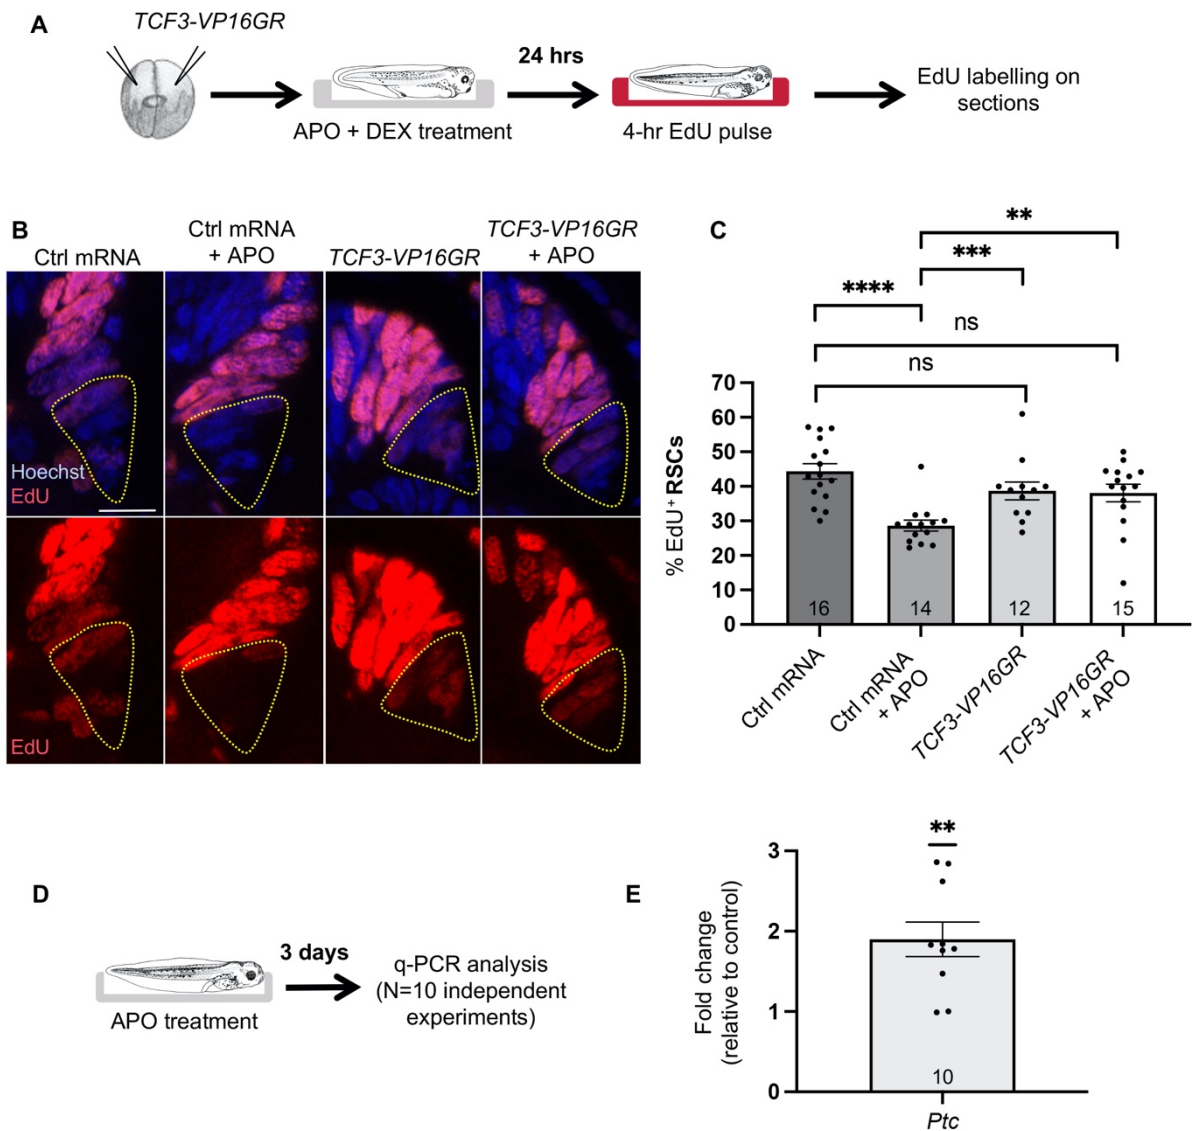 A
TCF3-VP16GR
24 hrs
APO + DEX treatment
4-hr EdU pulse
EdU labelling on
sections
B
Ctrl mRNA
Ctrl mRNA
+ APO
TCF3-VP16GR
TCF3-VP16GR
+ APO
Hoechst
EdU
EdU
C
**
***
****
ns
ns
% EdU+ RSCs
70
60
50
40
30
20
10
0
16
14
12
15
Ctrl mRNA
Ctrl mRNA
+ APO
TCF3-VP16GR
TCF3-VP16GR
+ APO
D
APO treatment
3 days
q-PCR analysis
(N=10 independent
experiments)
E
**
Fold change
(relative to control)
3
2
1
0
10
Ptc